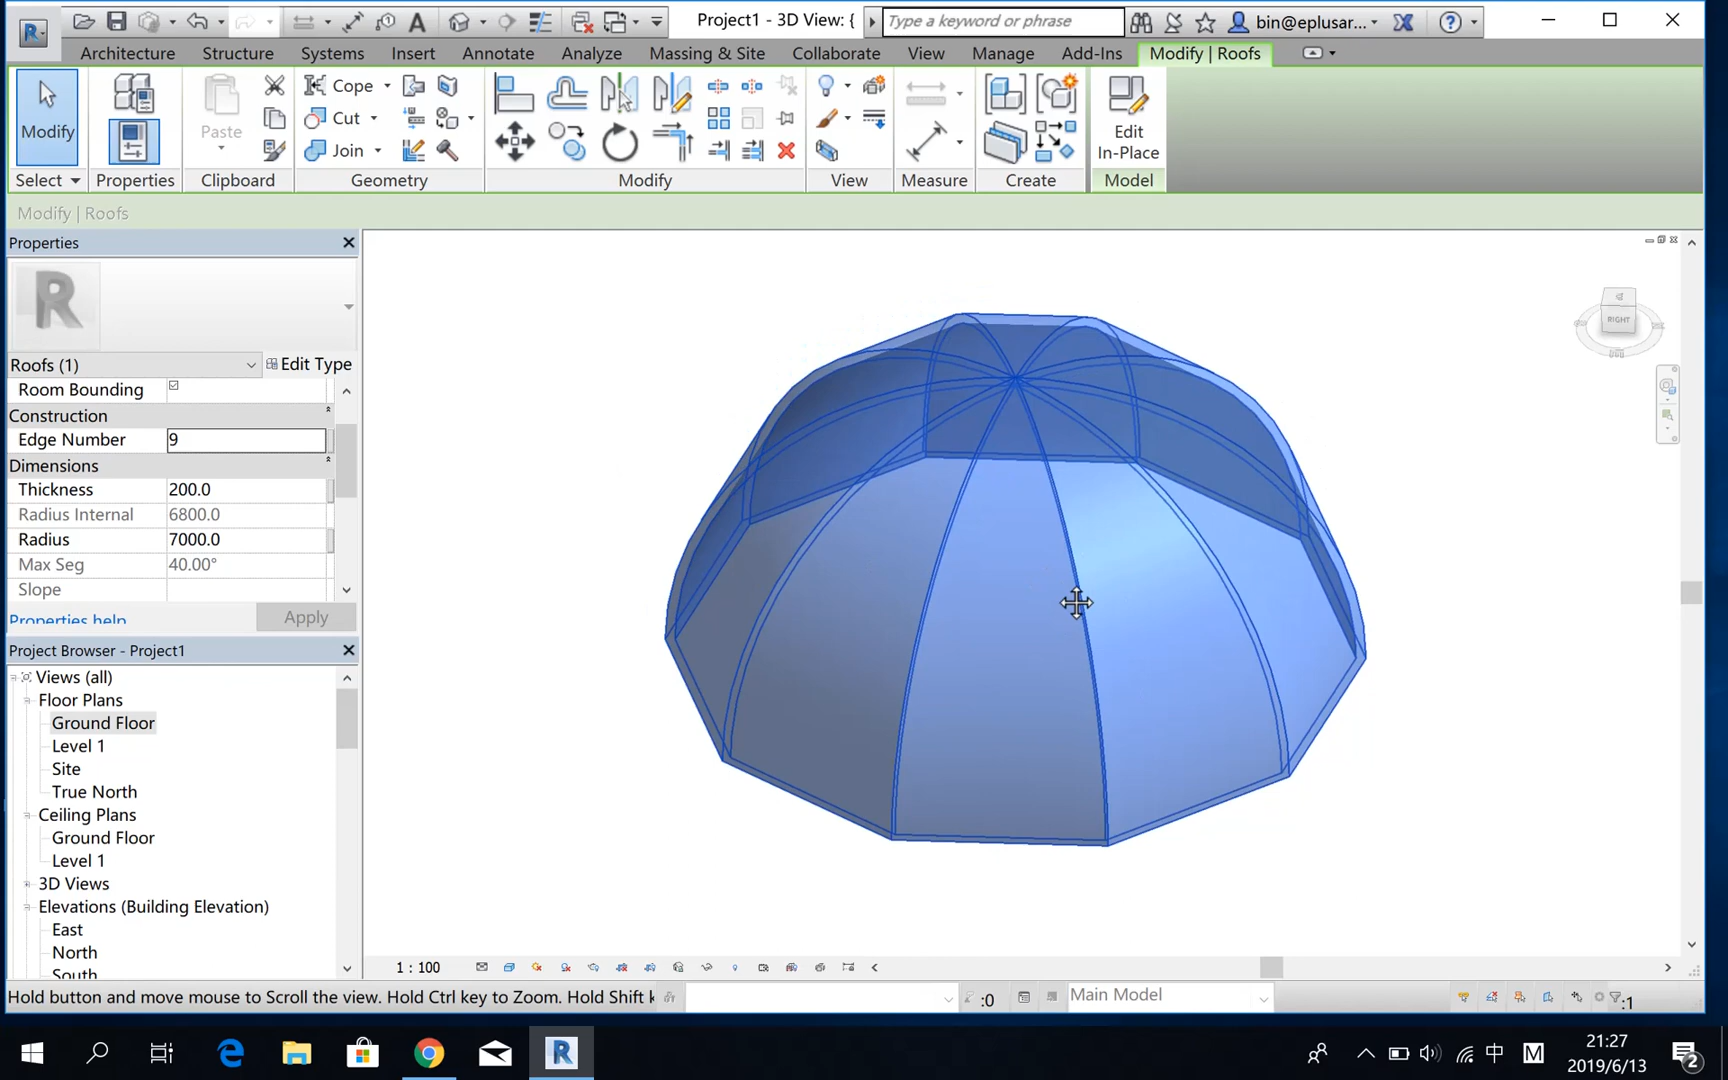 Project1 - 3D View: {
Type a keyword or phrase
bin@eplusar...
Architecture Structure Systems Insert Annotate Analyze Massing & Site Collaborate View Manage Add-Ins Modify | Roofs
Modify
Paste
Cope
Cut
Join
Edit
In-Place
Select Properties Clipboard Geometry Modify View Measure Create Model
Modify | Roofs
Properties
Roofs (1)
Edit Type
Room Bounding
Construction
Edge Number 9
Dimensions
Thickness 200.0
Radius Internal 6800.0
Radius 7000.0
Max Seg 40.00°
Slope
Properties help
Apply
Project Browser - Project1
Views (all)
Floor Plans
Ground Floor
Level 1
Site
True North
Ceiling Plans
Ground Floor
Level 1
3D Views
Elevations (Building Elevation)
East
North
South
RIGHT
1 : 100
Hold button and move mouse to Scroll the view. Hold Ctrl key to Zoom. Hold Shift k
:0
Main Model
:1
中
M
21:27
2019/6/13
2